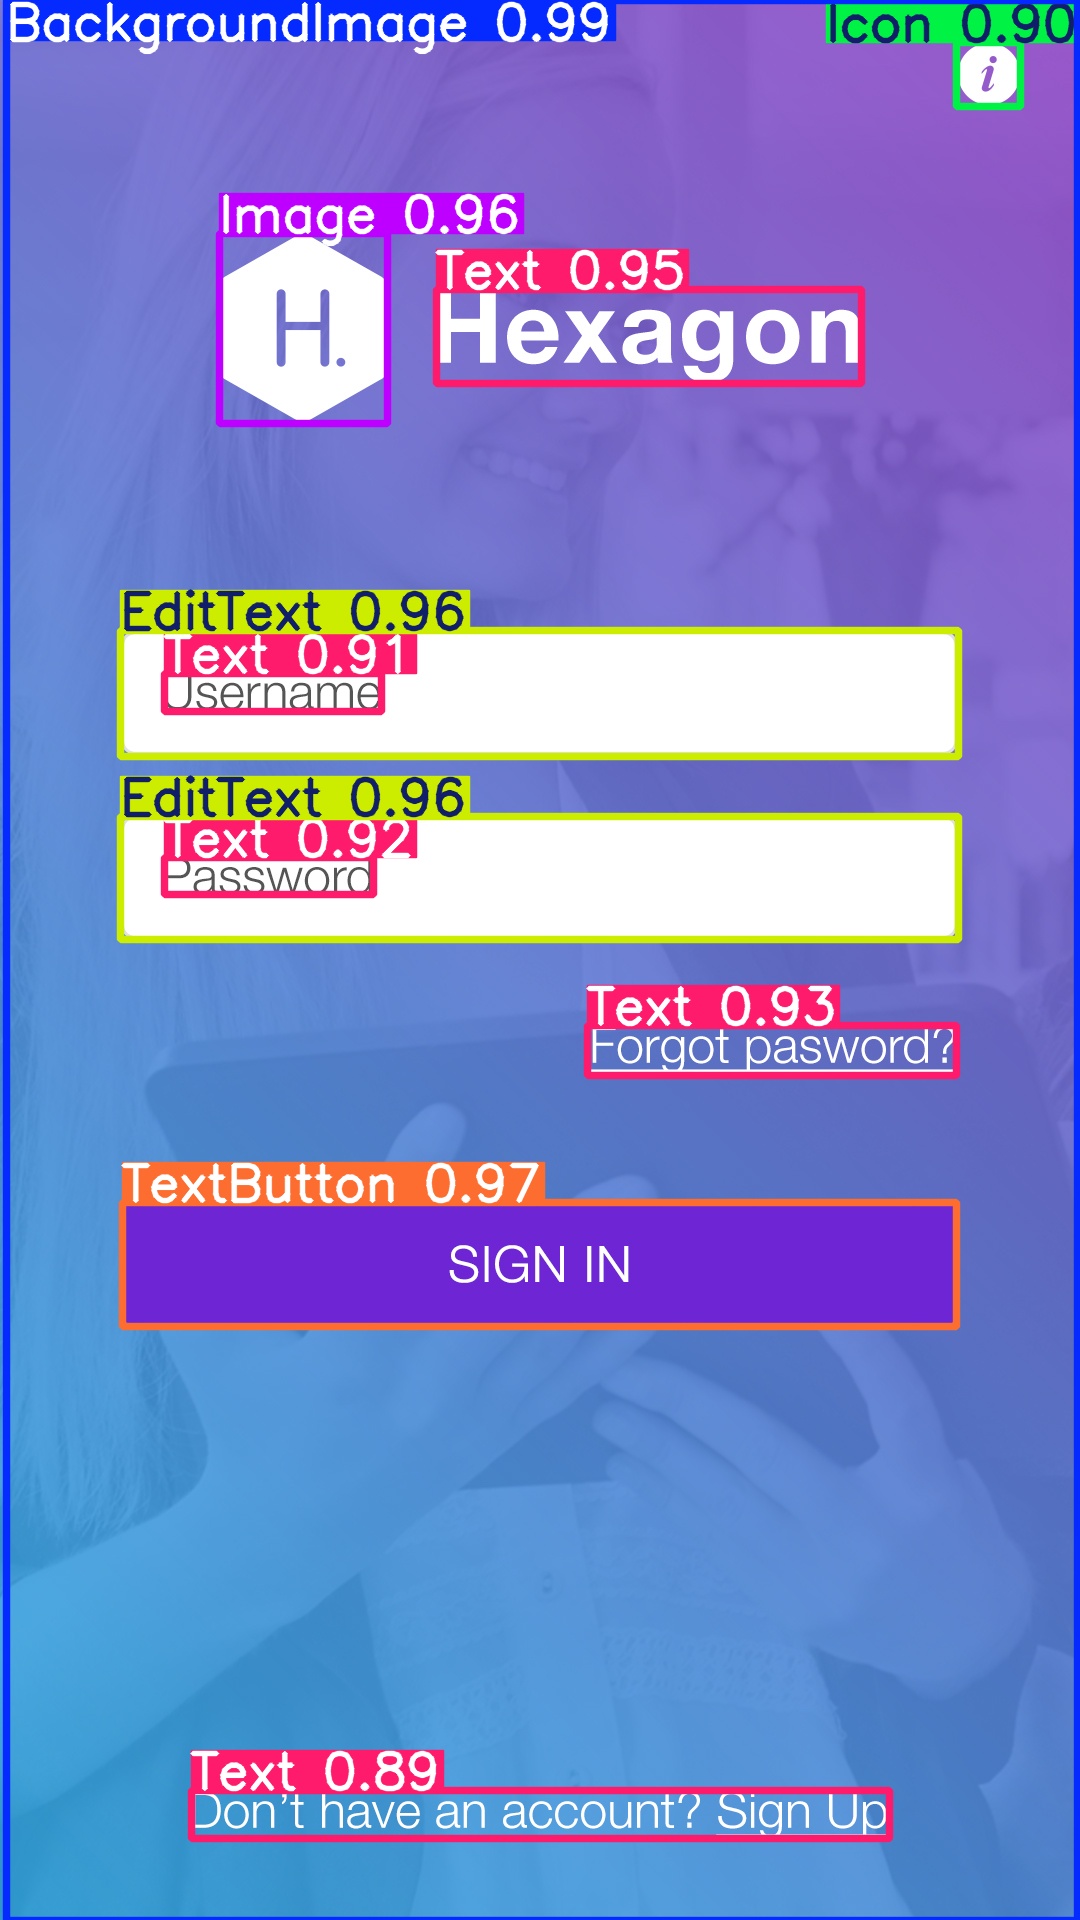 BackgroundImage 0.99
Icon 0.90
i
Image 0.96
H.
Text 0.95
Hexagon
EditText 0.96
Text 0.91
Username
EditText 0.96
Text 0.92
Password
Text 0.93
Forgot pasword?
TextButton 0.97
SIGN IN
Text 0.89
Don't have an account? Sign Up